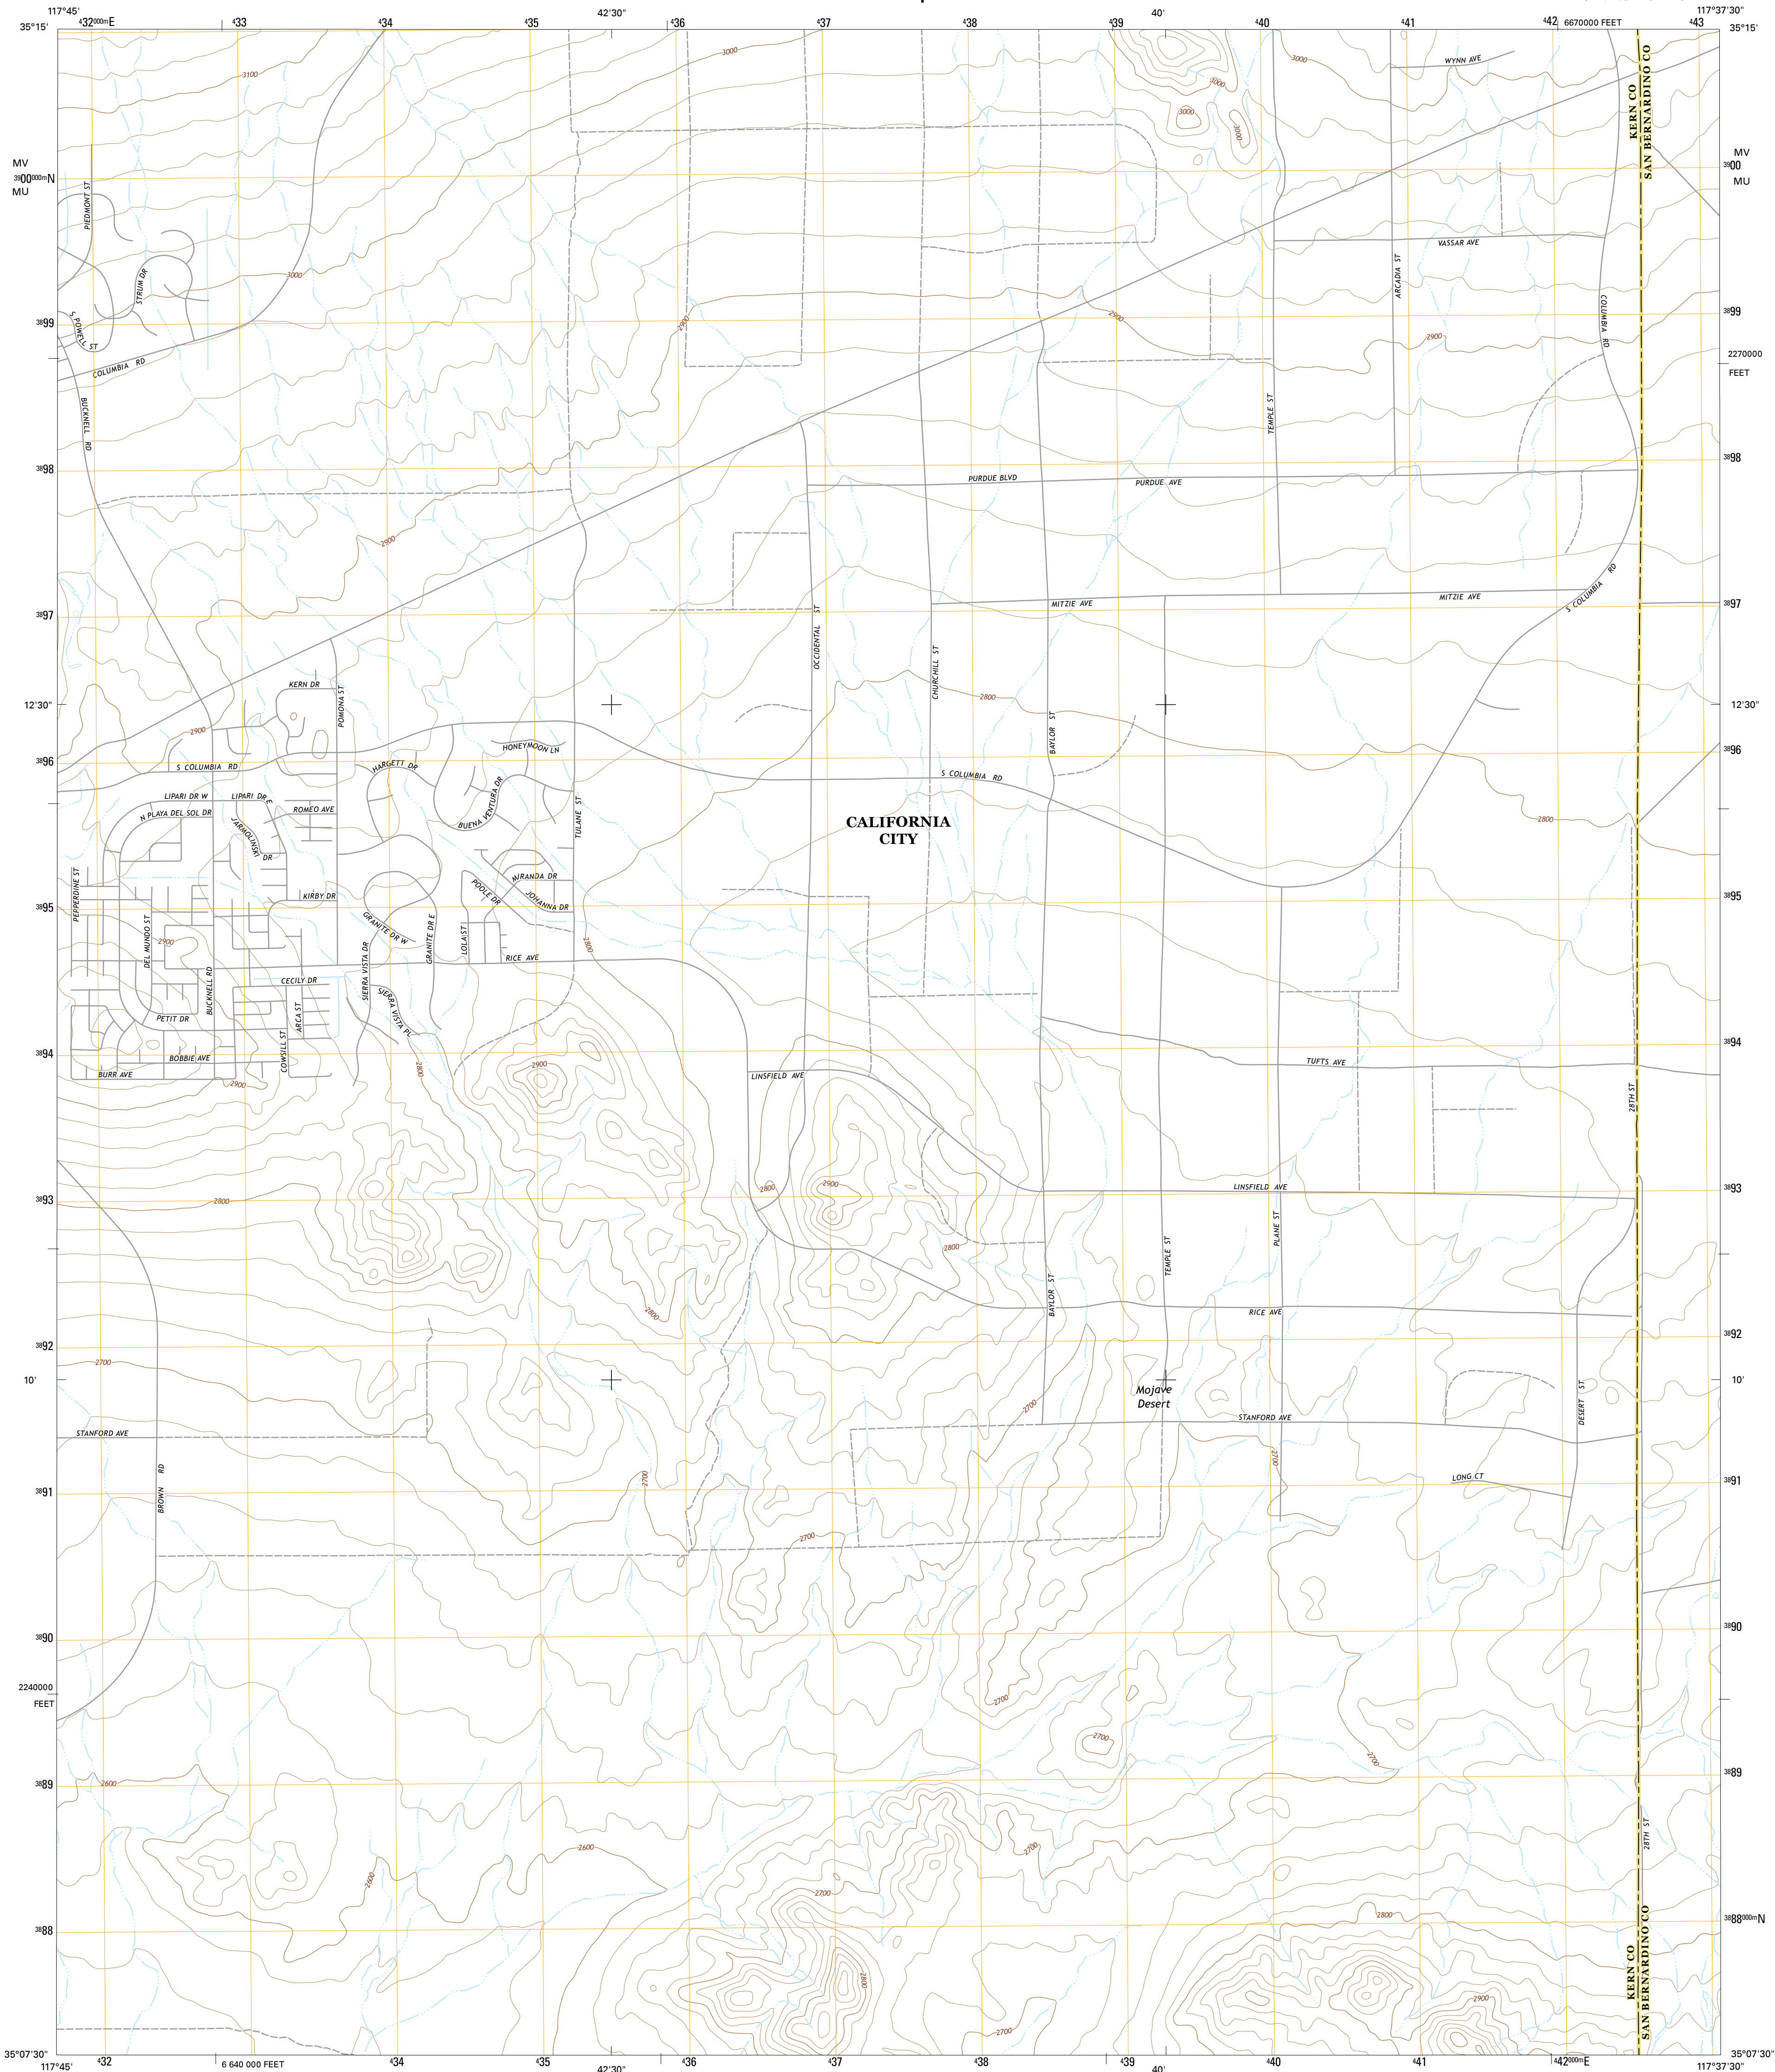 117°45'
⁴32⁰⁰⁰ᵐE
⁴33
⁴34
⁴35
42'30"
⁴36
⁴37
⁴38
⁴39
40'
⁴40
⁴41
⁴42
6670000 FEET
⁴43
117°37'30"
35°15'
35°15'
3100
3000
3000
3000
WYNN AVE
KERN CO
SAN BERNARDINO CO
3000
3000
MV
³⁹00⁰⁰⁰ᵐN
MU
MV
³⁹00
MU
PIEDMONT ST
STRUM DR
3000
VASSAR AVE
ARCADIA ST
COLUMBIA RD
³⁸99
S POWELL ST
2900
2900
2900
³⁸99
COLUMBIA RD
2270000
FEET
BUCKNELL RD
TEMPLE ST
³⁸98
³⁸98
PURDUE BLVD
PURDUE AVE
2900
³⁸97
OCCIDENTAL ST
MITZIE AVE
MITZIE AVE
S COLUMBIA RD
³⁸97
KERN DR
POMONA ST
CHURCHILL ST
2800
12'30"
12'30"
2900
HONEYMOON LN
BAYLOR ST
³⁸96
³⁸96
S COLUMBIA RD
HARGETT DR
S COLUMBIA RD
LIPARI DR W
LIPARI DR E
ROMEO AVE
N PLAYA DEL SOL DR
JARMOLINSKI DR
BUENA VENTURA DR
TULANE ST
CALIFORNIA
CITY
2800
PEPPERDINE ST
KIRBY DR
MIRANDA DR
POOLE DR
JOHANNA DR
³⁸95
³⁸95
DEL MUNDO ST
2900
GRANITE DR W
GRANITE DR E
LOLA ST
2800
RICE AVE
BUCKNELL RD
CECILY DR
SIERRA VISTA DR
SIERRA VISTA PL
PETIT DR
ARCA ST
COWSILL ST
³⁸94
³⁸94
BOBBIE AVE
BURR AVE
2900
2800
2900
LINSFIELD AVE
TUFTS AVE
28TH ST
³⁸93
2800
2800
2900
LINSFIELD AVE
³⁸93
PLANE ST
TEMPLE ST
2800
BAYLOR ST
2800
RICE AVE
³⁸92
³⁸92
2700
10'
10'
Mojave
Desert
2700
DESERT ST
STANFORD AVE
STANFORD AVE
2700
2700
LONG CT
³⁸91
³⁸91
BROWN RD
2700
³⁸90
³⁸90
2240000
FEET
2700
2700
2700
³⁸89
2600
³⁸89
28TH ST
2600
2700
2600
2700
2800
³⁸88
³⁸88⁰⁰⁰ᵐN
KERN CO
SAN BERNARDINO CO
2800
2900
2700
35°07'30"
35°07'30"
117°45'
⁴32
6 640 000 FEET
⁴34
⁴35
42'30"
⁴36
⁴37
⁴38
⁴39
40'
⁴40
⁴41
⁴42⁰⁰⁰ᵐE
117°37'30"